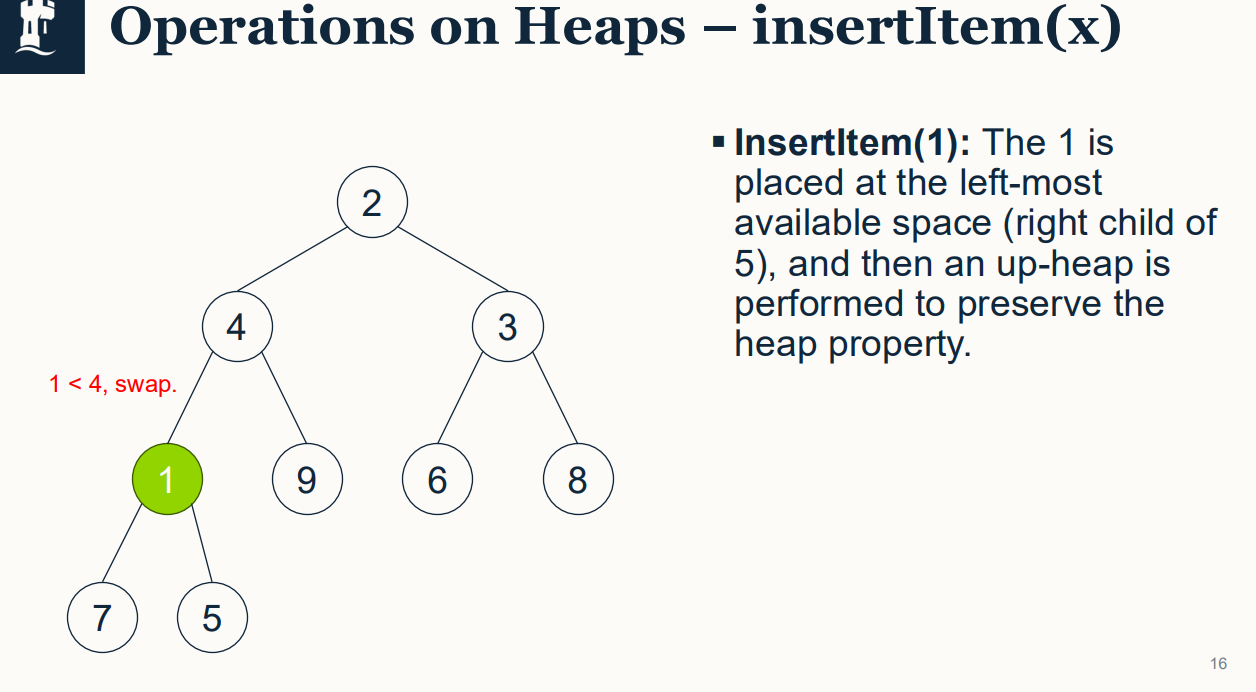 Operations on Heaps – insertItem(x)
2
4
3
1 < 4, swap.
1
9
6
8
7
5
▪ InsertItem(1): The 1 is
placed at the left-most
available space (right child of
5), and then an up-heap is
performed to preserve the
heap property.
16